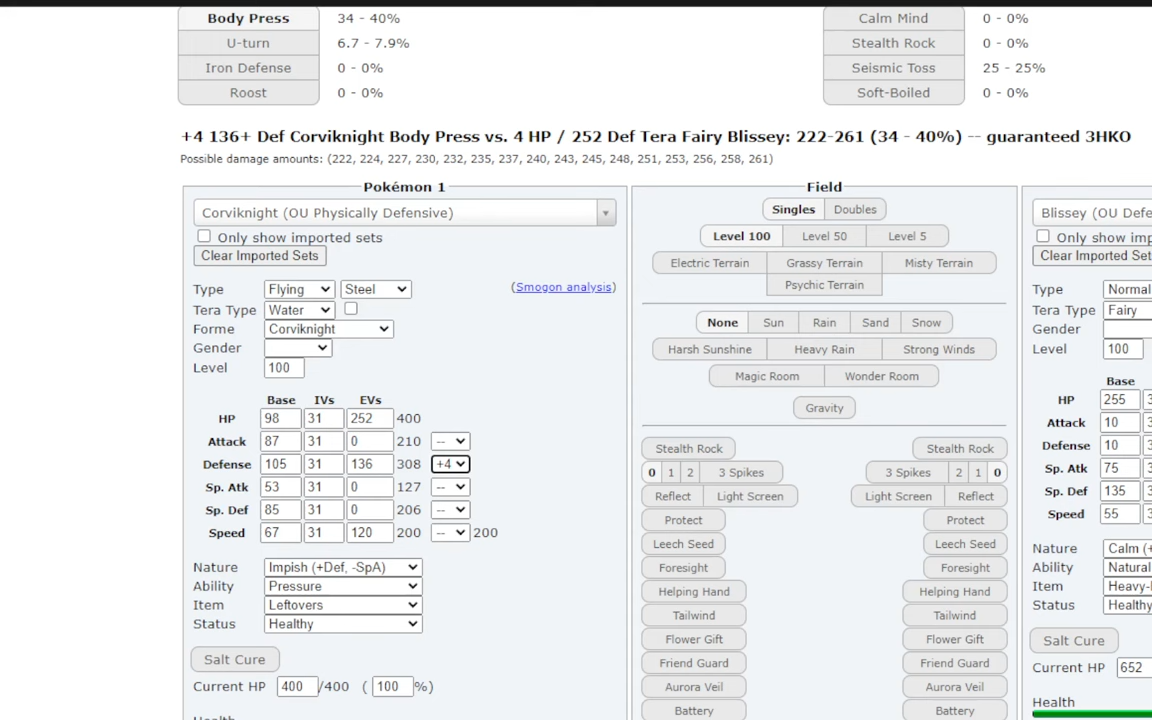 Body Press 34 - 40% Calm Mind 0 - 0%
U-turn 6.7 - 7.9% Stealth Rock 0 - 0%
Iron Defense 0 - 0% Seismic Toss 25 - 25%
Roost 0 - 0% Soft-Boiled 0 - 0%
+4 136+ Def Corviknight Body Press vs. 4 HP / 252 Def Tera Fairy Blissey: 222-261 (34 - 40%) -- guaranteed 3HKO
Possible damage amounts: (222, 224, 227, 230, 232, 235, 237, 240, 243, 245, 248, 251, 253, 256, 258, 261)
Pokémon 1
Corviknight (OU Physically Defensive)
Only show imported sets
Clear Imported Sets
Type Flying Steel (Smogon analysis)
Tera Type Water
Forme Corviknight
Gender
Level 100
Base IVs EVs
HP 98 31 252 400
Attack 87 31 0 210 --
Defense 105 31 136 308 +4
Sp. Atk 53 31 0 127 --
Sp. Def 85 31 0 206 --
Speed 67 31 120 200 -- 200
Nature Impish (+Def, -SpA)
Ability Pressure
Item Leftovers
Status Healthy
Salt Cure
Current HP 400 /400 ( 100 %)
Field
Singles Doubles
Level 100 Level 50 Level 5
Electric Terrain Grassy Terrain Misty Terrain
Psychic Terrain
None Sun Rain Sand Snow
Harsh Sunshine Heavy Rain Strong Winds
Magic Room Wonder Room
Gravity
Stealth Rock Stealth Rock
0 1 2 3 Spikes 3 Spikes 2 1 0
Reflect Light Screen Light Screen Reflect
Protect Protect
Leech Seed Leech Seed
Foresight Foresight
Helping Hand Helping Hand
Tailwind Tailwind
Flower Gift Flower Gift
Friend Guard Friend Guard
Aurora Veil Aurora Veil
Battery Battery
Blissey (OU Defe
Only show imp
Clear Imported Set
Type Normal
Tera Type Fairy
Gender
Level 100
Base
HP 255 3
Attack 10 3
Defense 10 3
Sp. Atk 75 3
Sp. Def 135 3
Speed 55 3
Nature Calm (+
Ability Natural
Item Heavy-
Status Healthy
Salt Cure
Current HP 652
Health